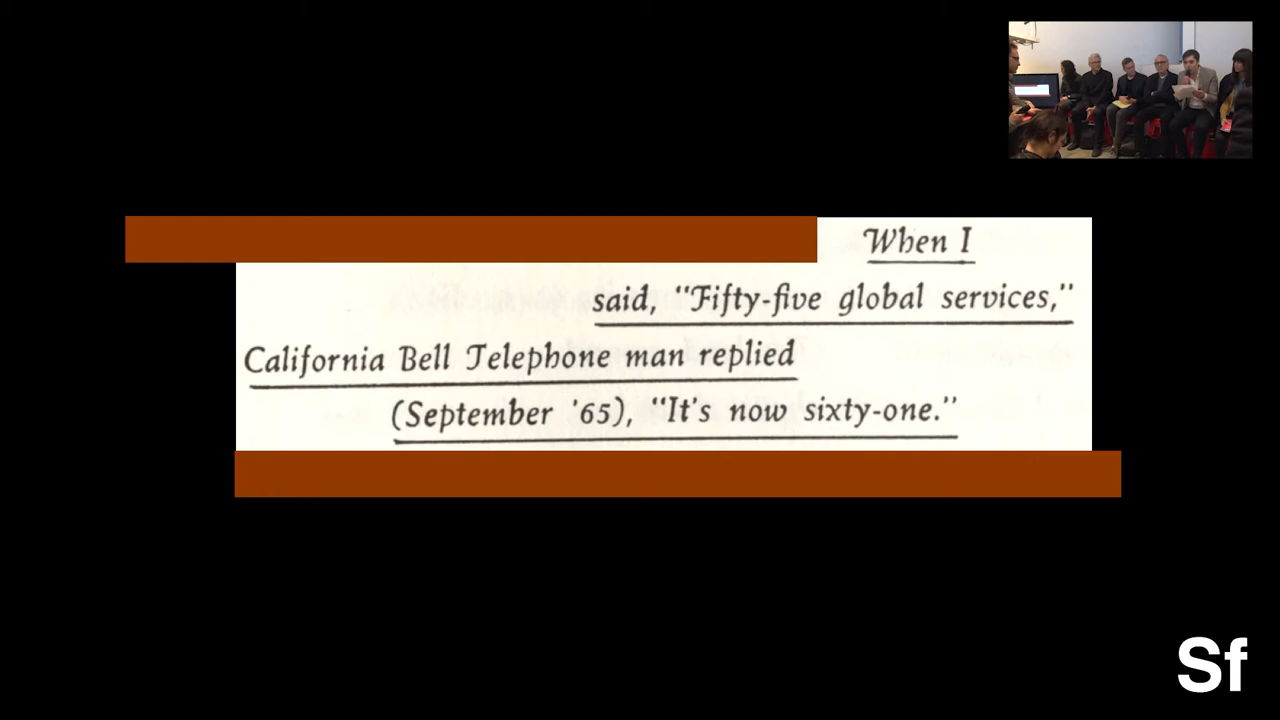 When I
said, "Fifty-five global services,"
California Bell Telephone man replied
(September '65), "It's now sixty-one."
Sf